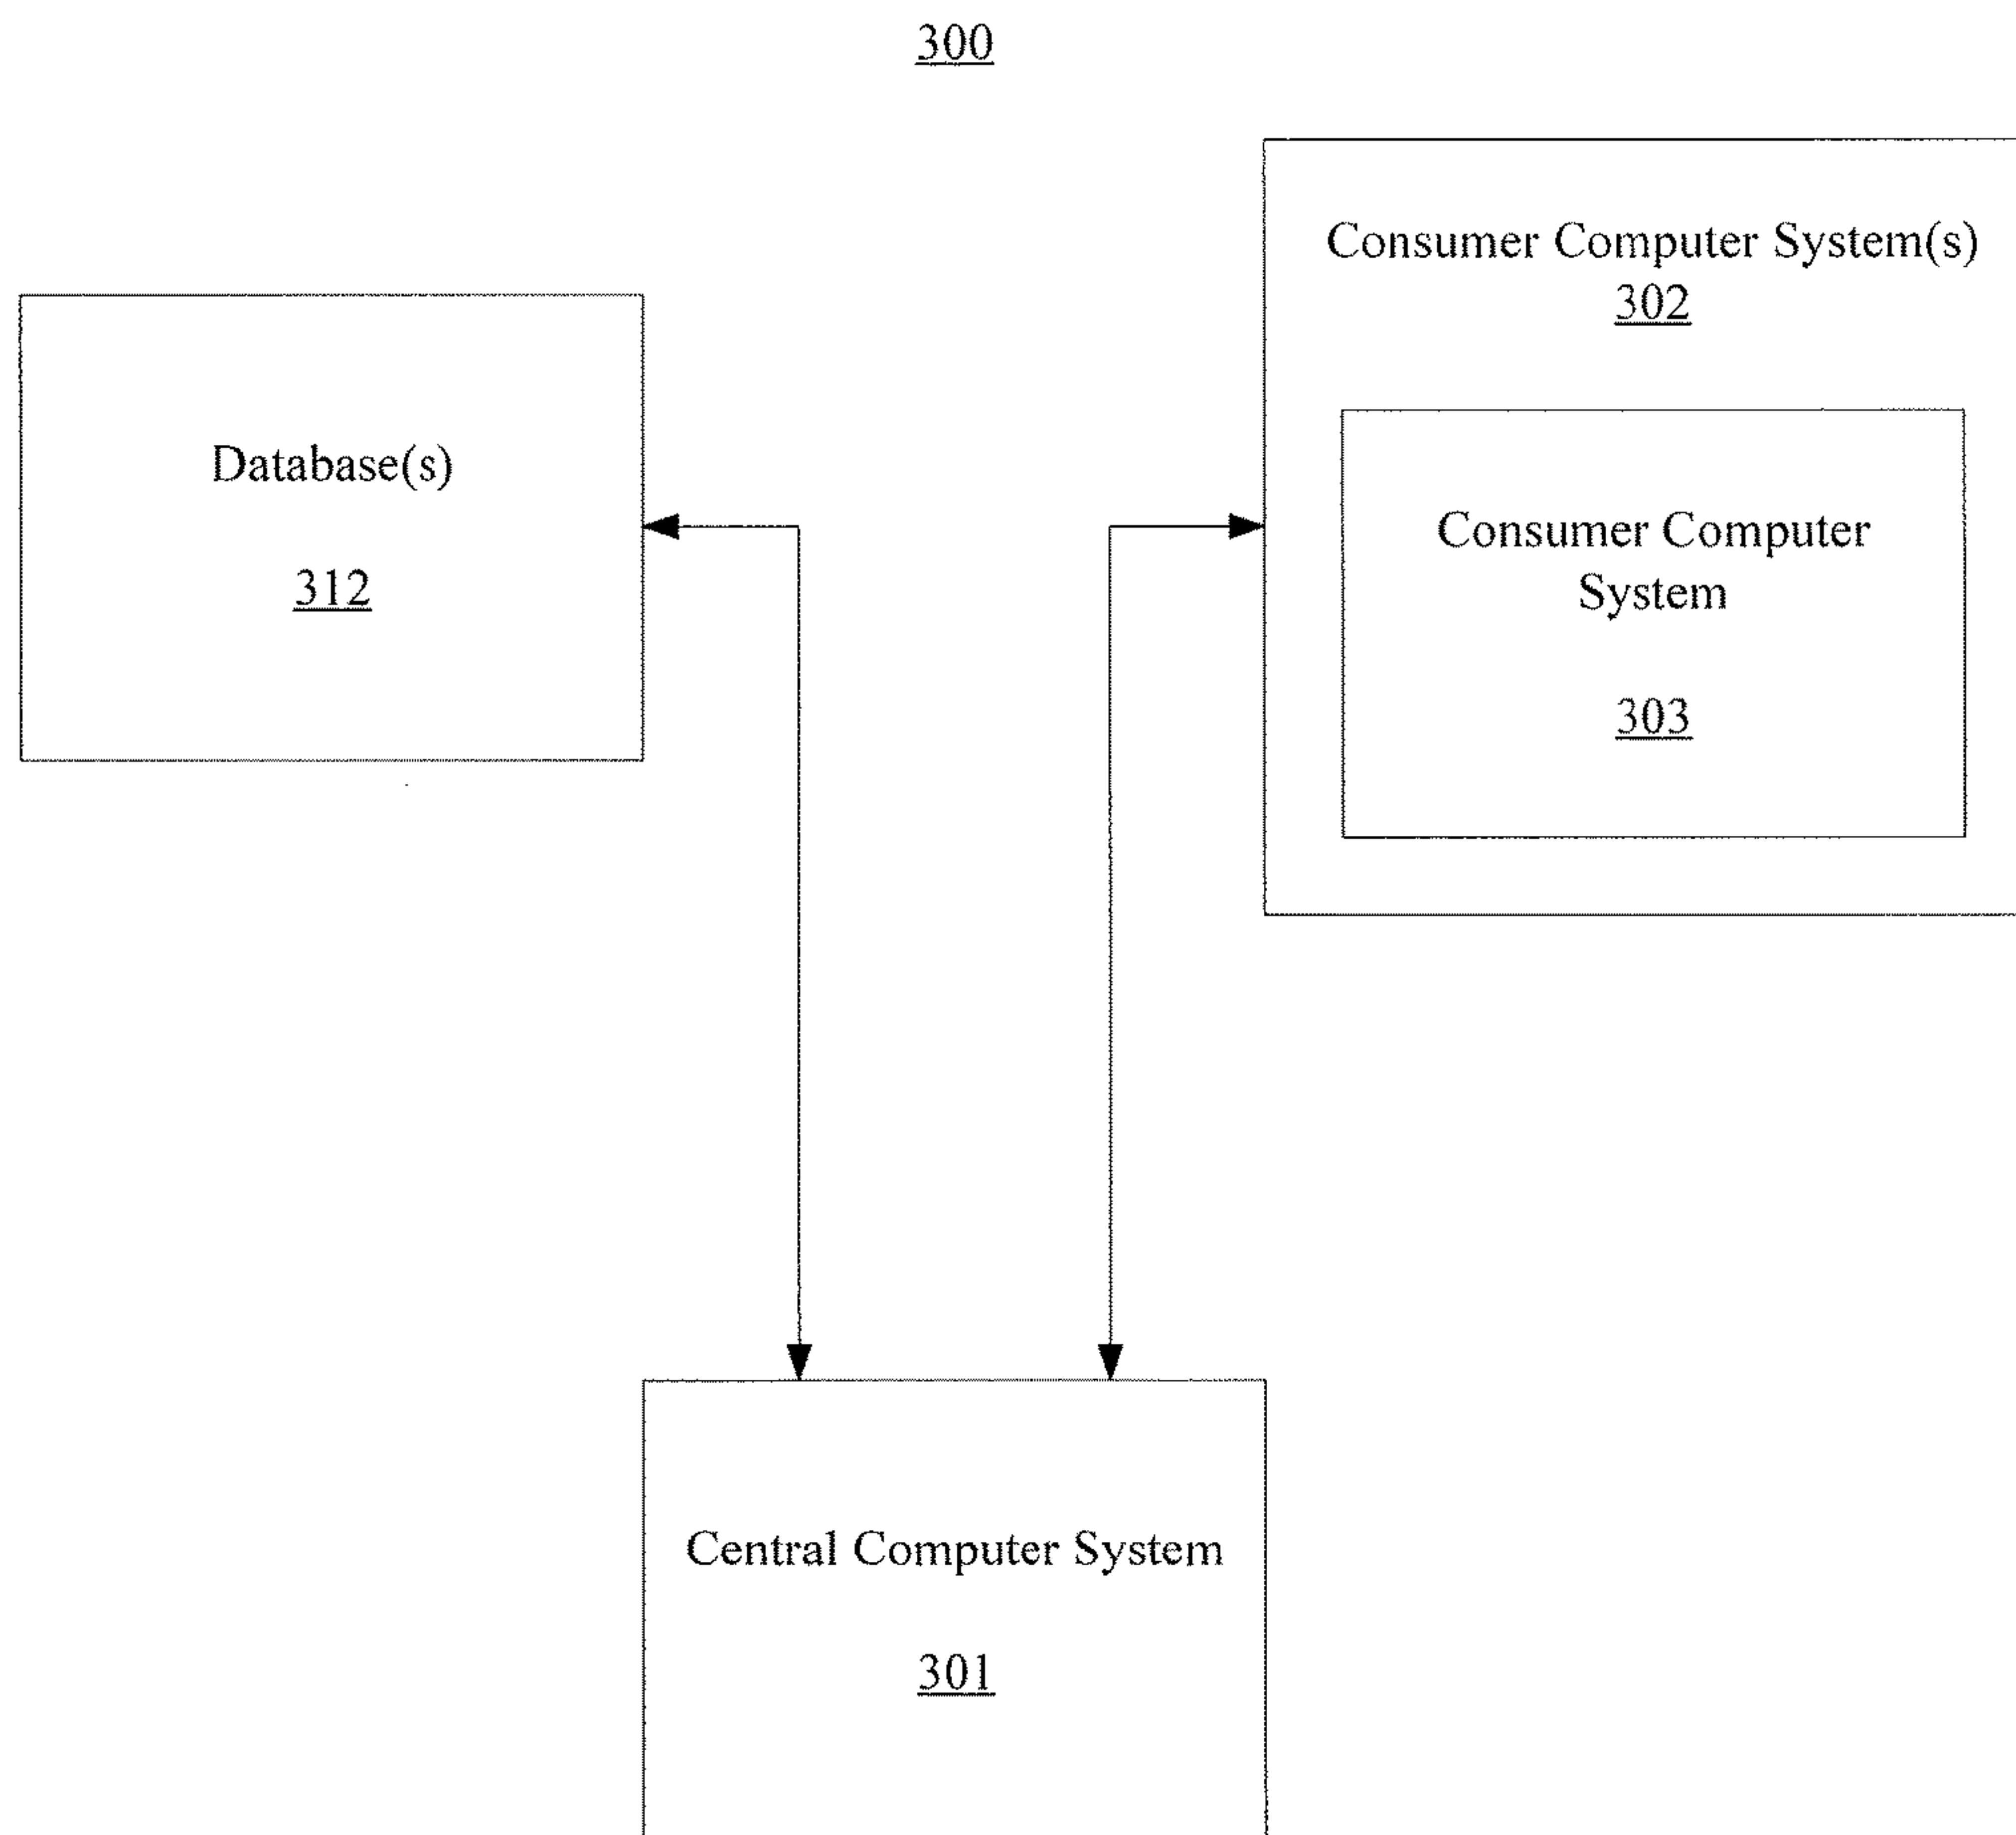 300
Consumer Computer System(s)
302
Database(s)
312
Consumer Computer
System
303
Central Computer System
301